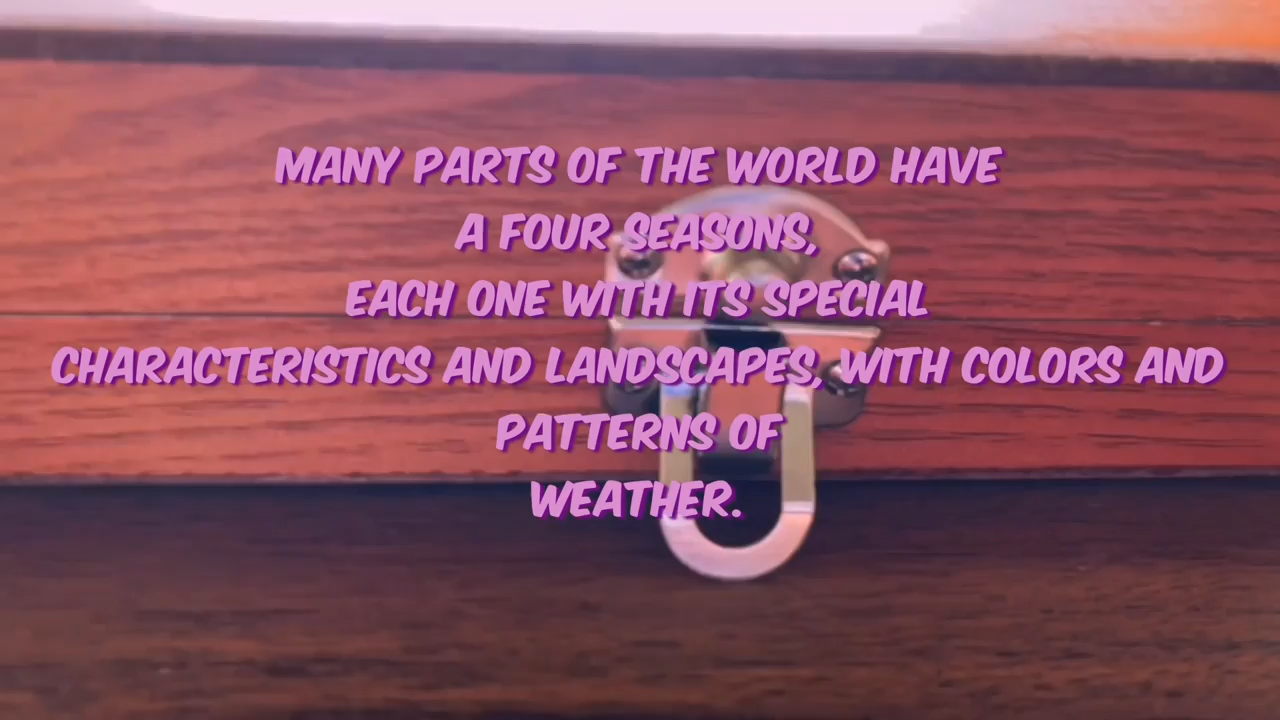 MANY PARTS OF THE WORLD HAVE
A FOUR SEASONS,
EACH ONE WITH ITS SPECIAL
CHARACTERISTICS AND LANDSCAPES, WITH COLORS AND
PATTERNS OF
WEATHER.